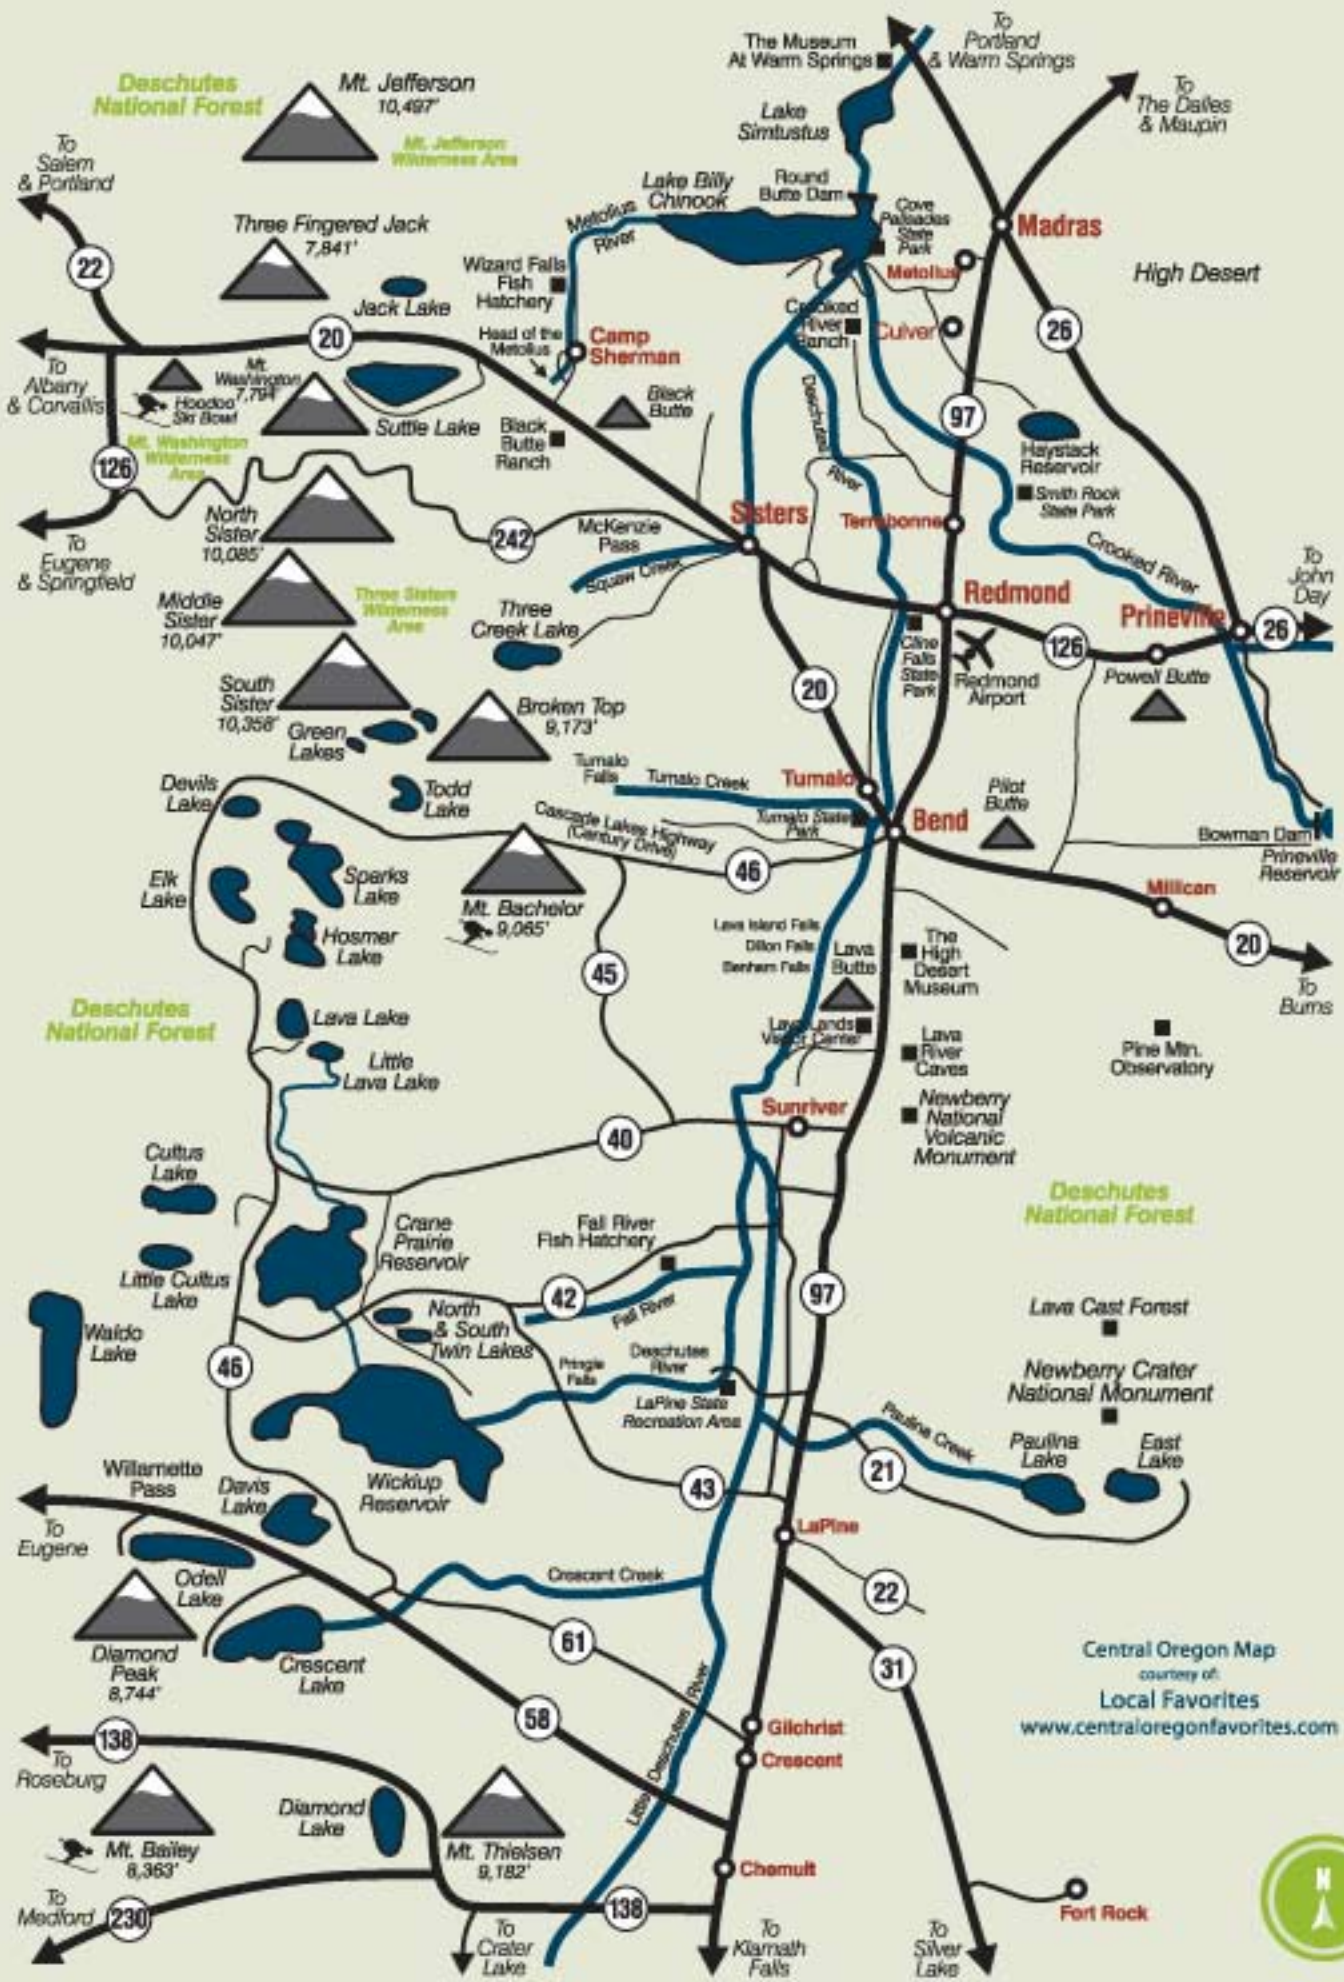 The Museum
At Warm Springs
To
Portland
& Warm Springs
To
The Dalles
& Maupin
Deschutes
National Forest
Mt. Jefferson
10,497'
Mt. Jefferson
Wilderness Area
Lake
Simtustus
To
Salem
& Portland
Lake Billy
Chinook
Round
Butte Dam
Cove
Palisades
State
Park
Madras
Three Fingered Jack
7,841'
Metolius
River
Metolius
High Desert
22
Wizard Falls
Fish
Hatchery
Jack Lake
Crooked
River
Ranch
Culver
26
20
Head of the
Metolius
Camp
Sherman
To
Albany
& Corvallis
Mt.
Washington
7,794'
Hoodoo
Ski Bowl
Suttle Lake
Black
Butte
Black
Butte
Ranch
Deschutes
River
97
Haystack
Reservoir
Mt. Washington
Wilderness
Area
126
Smith Rock
State Park
North
Sister
10,085'
242
McKenzie
Pass
Sisters
Terrebonne
Crooked River
To
Eugene
& Springfield
Squaw Creek
To
John
Day
Middle
Sister
10,047'
Three Sisters
Wilderness
Area
Three
Creek Lake
Redmond
Prineville
26
Cline
Falls
State
Park
126
Redmond
Airport
Powell Butte
South
Sister
10,358'
Green
Lakes
Broken Top
9,173'
20
Devils
Lake
Todd
Lake
Tumalo
Falls
Tumalo Creek
Tumalo
Pilot
Butte
Cascade Lakes Highway
(Century Drive)
Tumalo State
Park
Bend
Bowman Dam
Prineville
Reservoir
Elk
Lake
Sparks
Lake
46
Millican
Mt. Bachelor
9,065'
Hosmer
Lake
Lava Island Falls
Dillon Falls
Benham Falls
Lava
Butte
The
High
Desert
Museum
20
45
To
Burns
Deschutes
National Forest
Lava Lake
Lava Lands
Visitor Center
Lava
River
Caves
Pine Mtn.
Observatory
Little
Lava Lake
Sunriver
Newberry
National
Volcanic
Monument
40
Cultus
Lake
Deschutes
National Forest
Crane
Prairie
Reservoir
Fall River
Fish Hatchery
Little Cultus
Lake
42
Fall River
97
Waldo
Lake
North
& South
Twin Lakes
Lava Cast Forest
46
Pringle
Falls
Deschutes
River
LaPine State
Recreation Area
Newberry Crater
National Monument
Paulina Creek
Paulina
Lake
East
Lake
21
Willamette
Pass
Davis
Lake
Wickiup
Reservoir
43
To
Eugene
LaPine
Odell
Lake
Crescent Creek
22
Diamond
Peak
8,744'
Crescent
Lake
61
31
Central Oregon Map
courtesy of:
Local Favorites
www.centraloregonfavorites.com
58
Little Deschutes River
Gilchrist
Crescent
138
To
Roseburg
Mt. Bailey
8,363'
Diamond
Lake
Mt. Thielsen
9,182'
Chemult
To
Medford
230
138
Fort Rock
To
Crater
Lake
To
Klamath
Falls
To
Silver
Lake
N